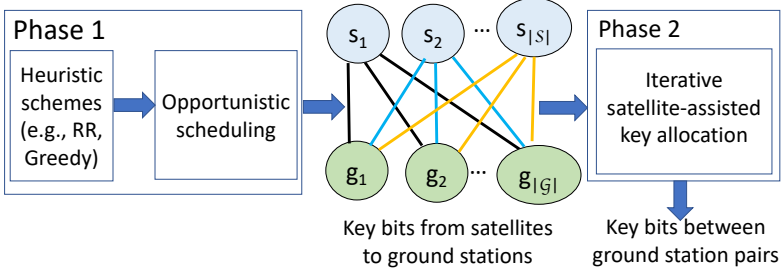 Phase 1
Heuristic
schemes
(e.g., RR,
Greedy)
Opportunistic
scheduling
s1 s2 ... s|S|
g1 g2 ... g|G|
Key bits from satellites
to ground stations
Phase 2
Iterative
satellite-assisted
key allocation
Key bits between
ground station pairs